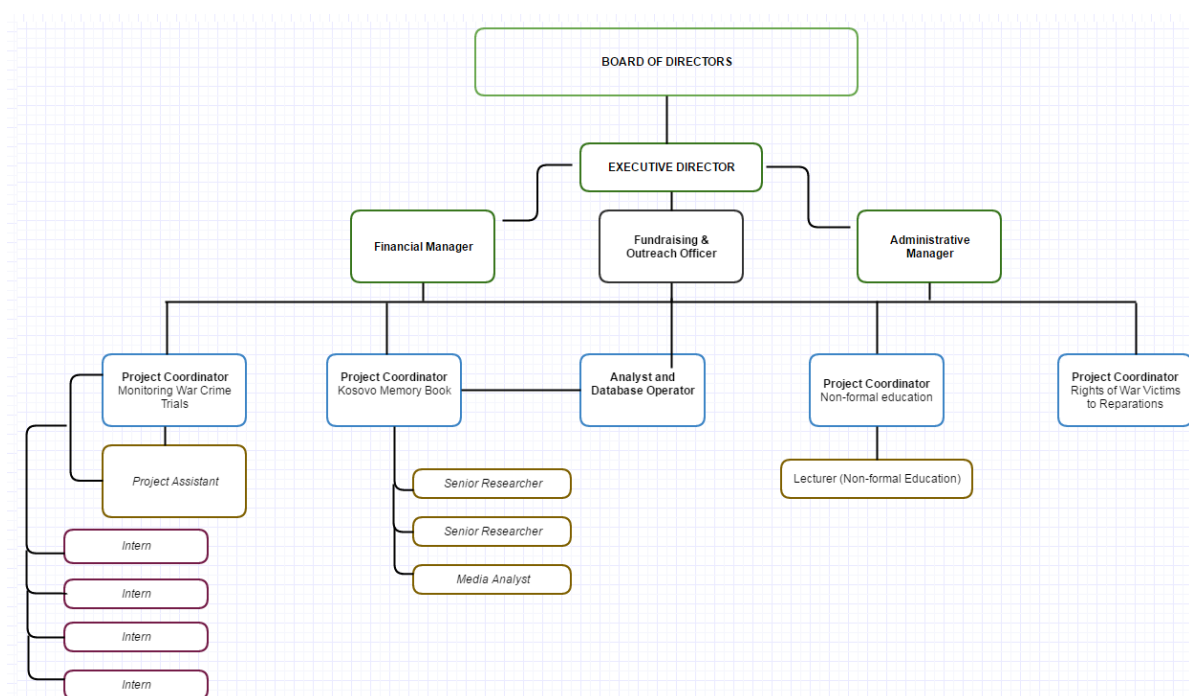 BOARD OF DIRECTORS
EXECUTIVE DIRECTOR
Financial Manager
Fundraising &
Outreach Officer
Administrative
Manager
Project Coordinator
Monitoring War Crime
Trials
Project Coordinator
Kosovo Memory Book
Analyst and
Database Operator
Project Coordinator
Non-formal education
Project Coordinator
Rights of War Victims
to Reparations
Project Assistant
Senior Researcher
Senior Researcher
Media Analyst
Lecturer (Non-formal Education)
Intern
Intern
Intern
Intern